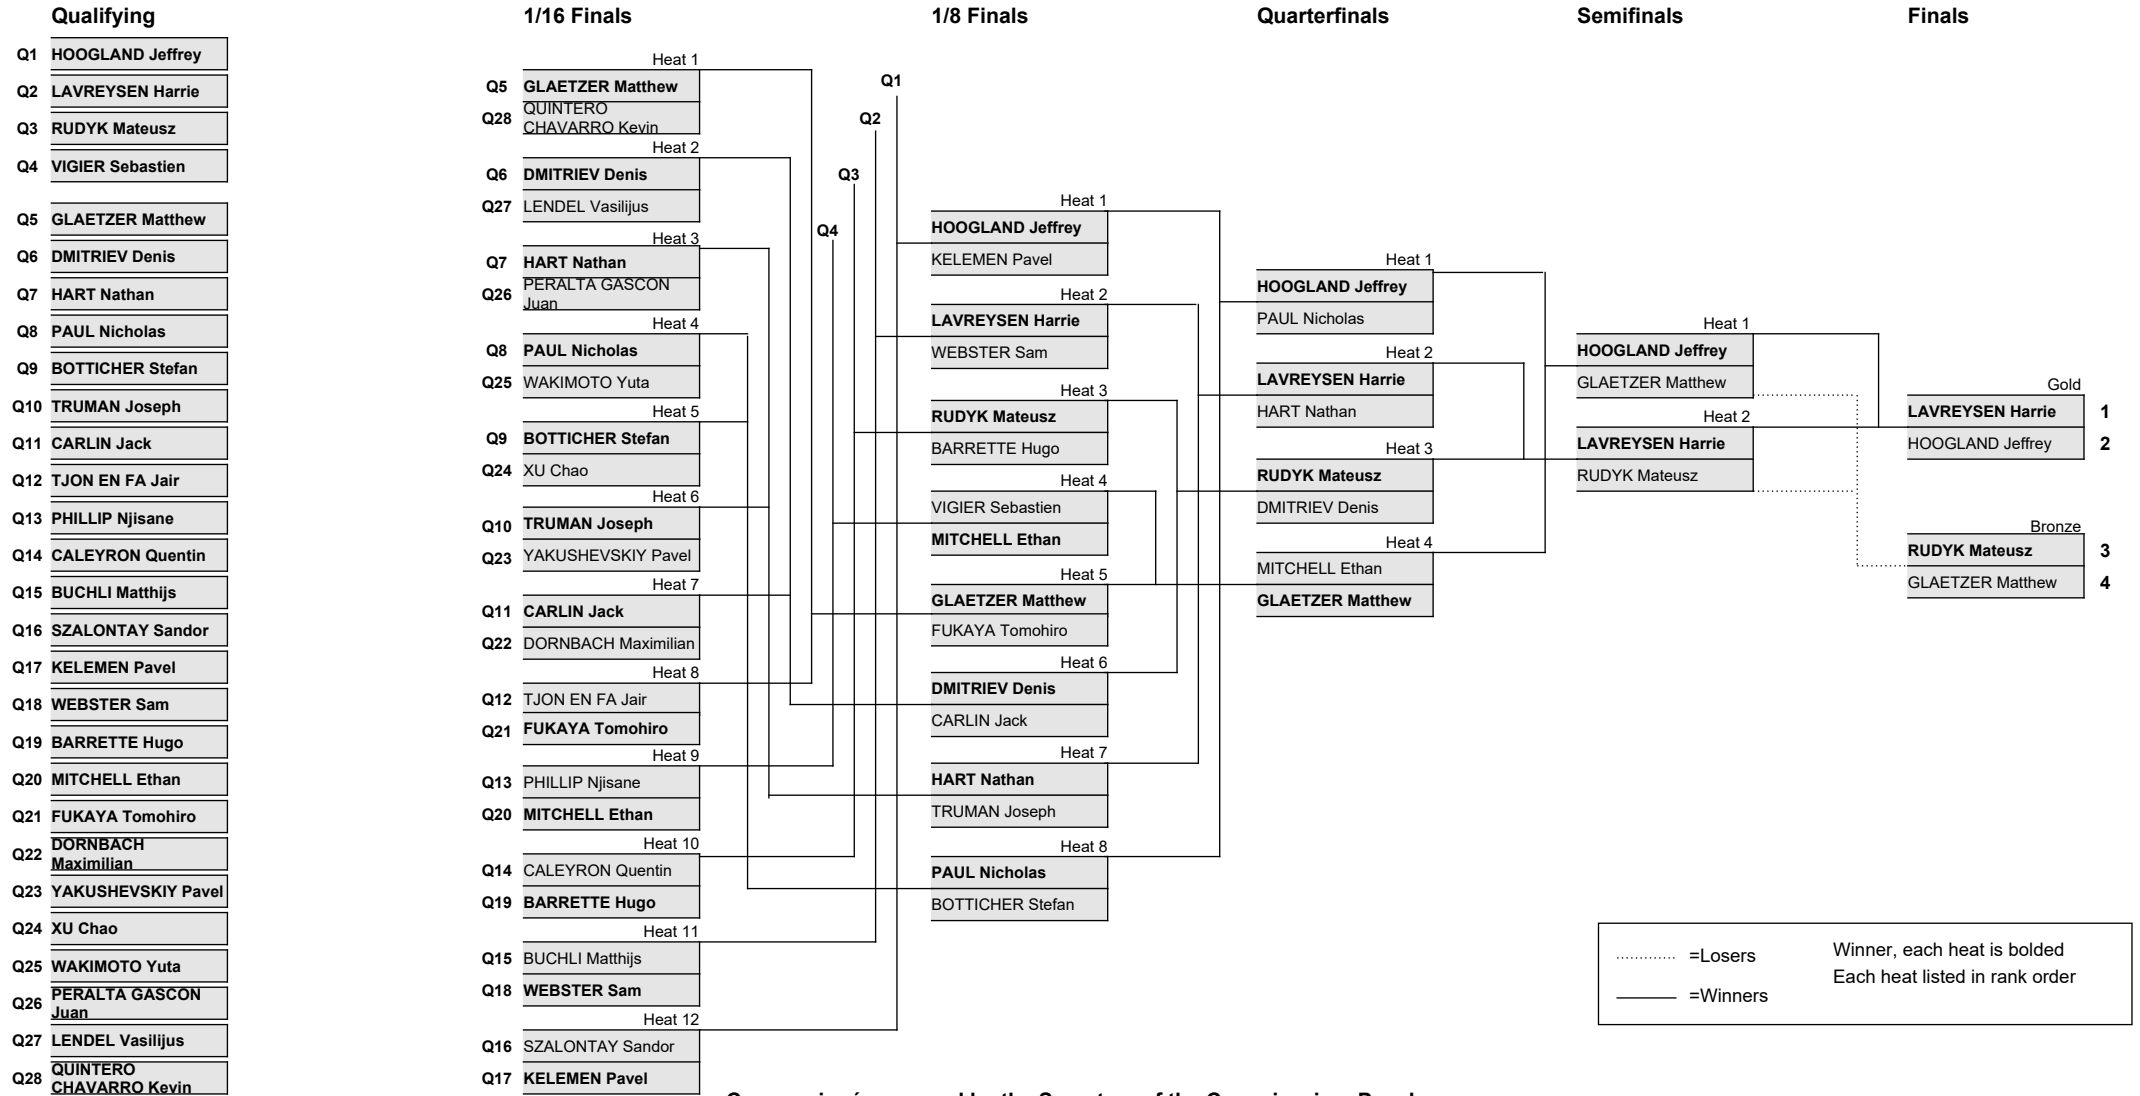 Qualifying
1/16 Finals
1/8 Finals
Quarterfinals
Semifinals
Finals
Q1 HOOGLAND Jeffrey
Q2 LAVREYSEN Harrie
Q3 RUDYK Mateusz
Q4 VIGIER Sebastien
Q5 GLAETZER Matthew
Q6 DMITRIEV Denis
Q7 HART Nathan
Q8 PAUL Nicholas
Q9 BOTTICHER Stefan
Q10 TRUMAN Joseph
Q11 CARLIN Jack
Q12 TJON EN FA Jair
Q13 PHILLIP Njisane
Q14 CALEYRON Quentin
Q15 BUCHLI Matthijs
Q16 SZALONTAY Sandor
Q17 KELEMEN Pavel
Q18 WEBSTER Sam
Q19 BARRETTE Hugo
Q20 MITCHELL Ethan
Q21 FUKAYA Tomohiro
Q22 DORNBACH
Maximilian
Q23 YAKUSHEVSKIY Pavel
Q24 XU Chao
Q25 WAKIMOTO Yuta
Q26 PERALTA GASCON
Juan
Q27 LENDEL Vasilijus
Q28 QUINTERO
CHAVARRO Kevin
Heat 1
Q5 GLAETZER Matthew
Q28 QUINTERO
CHAVARRO Kevin
Heat 2
Q6 DMITRIEV Denis
Q27 LENDEL Vasilijus
Heat 3
Q7 HART Nathan
Q26 PERALTA GASCON
Juan
Heat 4
Q8 PAUL Nicholas
Q25 WAKIMOTO Yuta
Heat 5
Q9 BOTTICHER Stefan
Q24 XU Chao
Heat 6
Q10 TRUMAN Joseph
Q23 YAKUSHEVSKIY Pavel
Heat 7
Q11 CARLIN Jack
Q22 DORNBACH Maximilian
Heat 8
Q12 TJON EN FA Jair
Q21 FUKAYA Tomohiro
Heat 9
Q13 PHILLIP Njisane
Q20 MITCHELL Ethan
Heat 10
Q14 CALEYRON Quentin
Q19 BARRETTE Hugo
Heat 11
Q15 BUCHLI Matthijs
Q18 WEBSTER Sam
Heat 12
Q16 SZALONTAY Sandor
Q17 KELEMEN Pavel
Q1
Q2
Q3
Q4
Heat 1
HOOGLAND Jeffrey
KELEMEN Pavel
Heat 2
LAVREYSEN Harrie
WEBSTER Sam
Heat 3
RUDYK Mateusz
BARRETTE Hugo
Heat 4
VIGIER Sebastien
MITCHELL Ethan
Heat 5
GLAETZER Matthew
FUKAYA Tomohiro
Heat 6
DMITRIEV Denis
CARLIN Jack
Heat 7
HART Nathan
TRUMAN Joseph
Heat 8
PAUL Nicholas
BOTTICHER Stefan
Heat 1
HOOGLAND Jeffrey
PAUL Nicholas
Heat 2
LAVREYSEN Harrie
HART Nathan
Heat 3
RUDYK Mateusz
DMITRIEV Denis
Heat 4
MITCHELL Ethan
GLAETZER Matthew
Heat 1
HOOGLAND Jeffrey
GLAETZER Matthew
Heat 2
LAVREYSEN Harrie
RUDYK Mateusz
Gold
LAVREYSEN Harrie 1
HOOGLAND Jeffrey 2
Bronze
RUDYK Mateusz 3
GLAETZER Matthew 4
=Losers
=Winners
Winner, each heat is bolded
Each heat listed in rank order